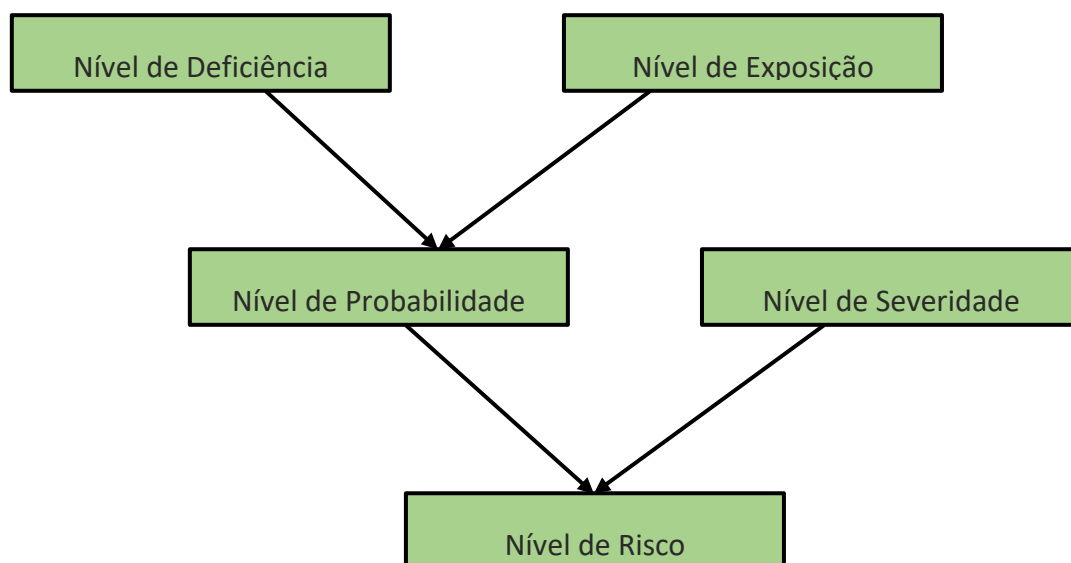 Nível de Deficiência
Nível de Exposição
Nível de Probabilidade
Nível de Severidade
Nível de Risco